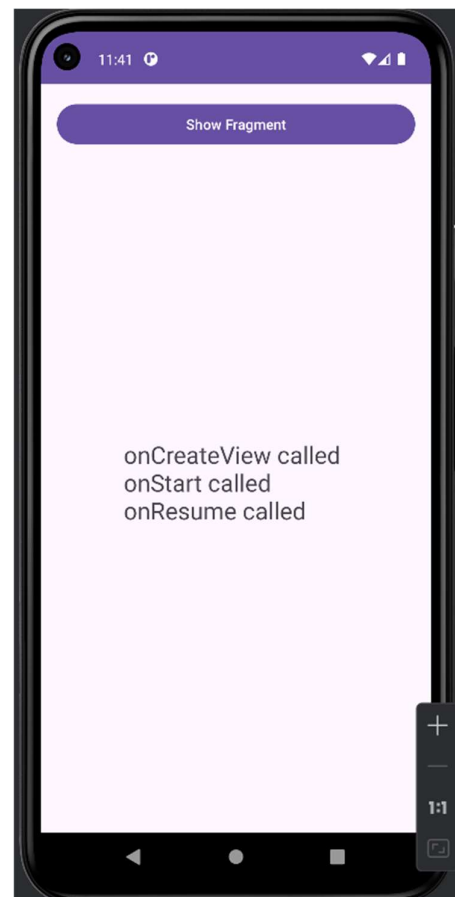 11:41
Show Fragment
onCreateView called
onStart called
onResume called
1:1